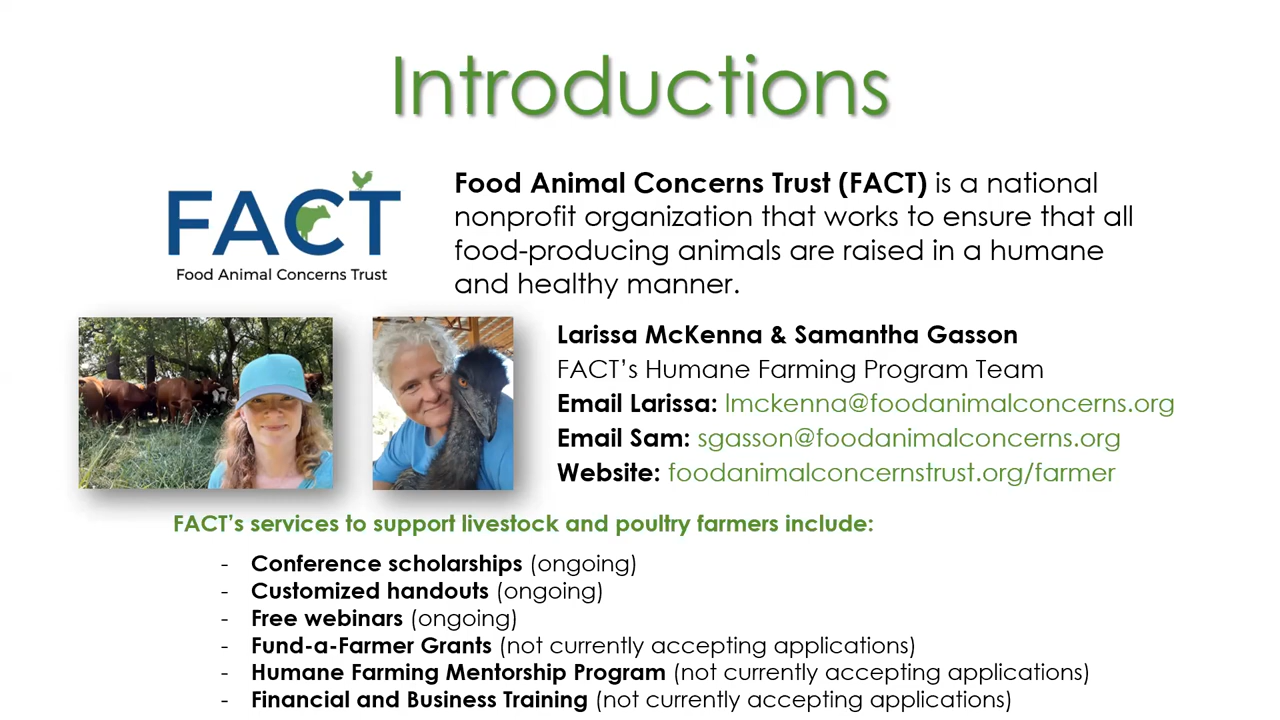 Introductions
FACT
Food Animal Concerns Trust
Food Animal Concerns Trust (FACT) is a national
nonprofit organization that works to ensure that all
food-producing animals are raised in a humane
and healthy manner.
Larissa McKenna & Samantha Gasson
FACT’s Humane Farming Program Team
Email Larissa: lmckenna@foodanimalconcerns.org
Email Sam: sgasson@foodanimalconcerns.org
Website: foodanimalconcernstrust.org/farmer
FACT’s services to support livestock and poultry farmers include:
- Conference scholarships (ongoing)
- Customized handouts (ongoing)
- Free webinars (ongoing)
- Fund-a-Farmer Grants (not currently accepting applications)
- Humane Farming Mentorship Program (not currently accepting applications)
- Financial and Business Training (not currently accepting applications)